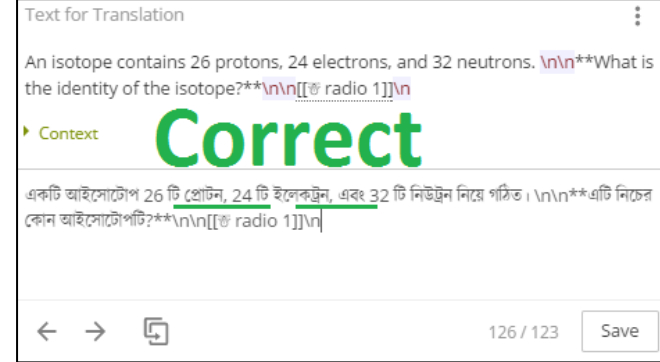 Text for Translation
An isotope contains 26 protons, 24 electrons, and 32 neutrons. \n\n**What is
the identity of the isotope?**\n\n[[☃ radio 1]]\n
Context
Correct
একটি আইসোটোপ 26 টি প্রোটন, 24 টি ইলেকট্রন, এবং 32 টি নিউট্রন নিয়ে গঠিত। \n\n**এটি নিচের
কোন আইসোটোপটি?**\n\n[[☃ radio 1]]\n
126 / 123 Save